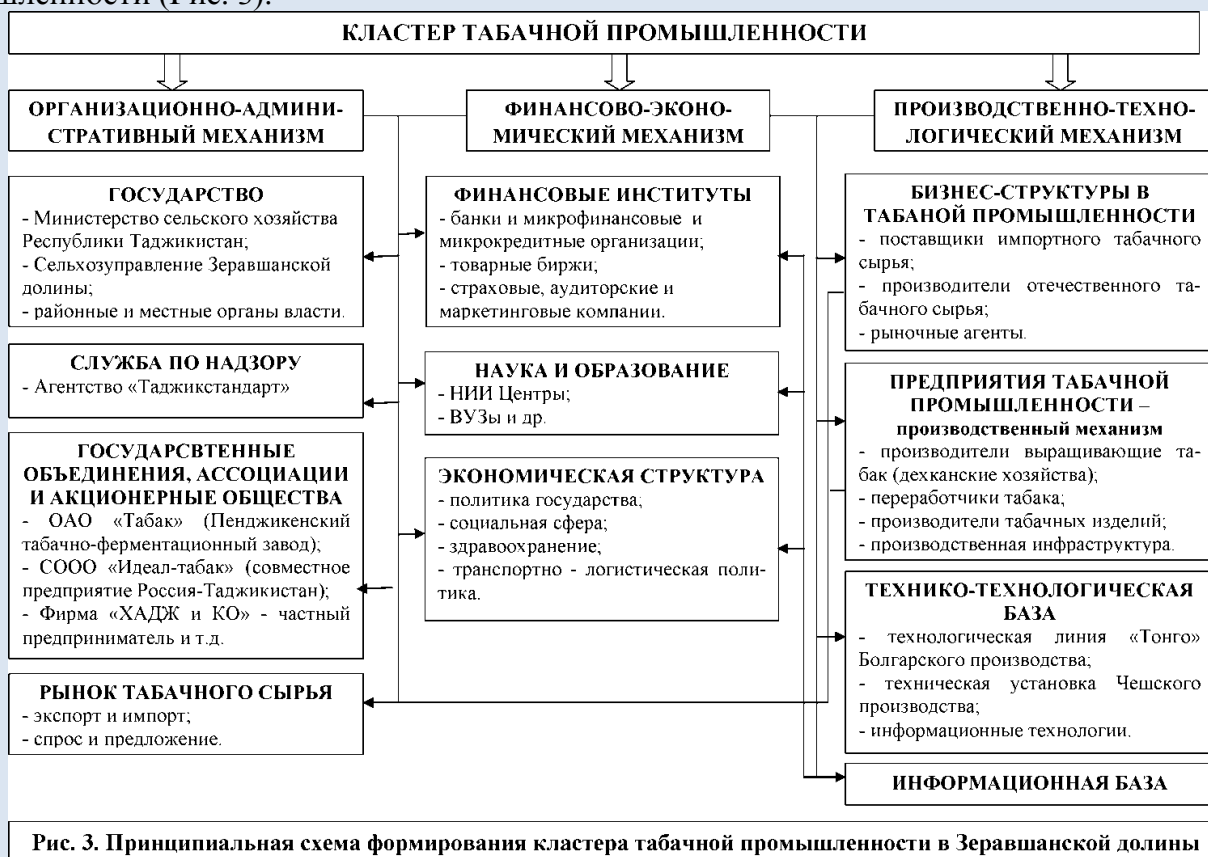 шленности (Рис. 3).
КЛАСТЕР ТАБАЧНОЙ ПРОМЫШЛЕННОСТИ
ОРГАНИЗАЦИОННО-АДМИНИ-
СТРАТИВНЫЙ МЕХАНИЗМ
ГОСУДАРСТВО
- Министерство сельского хозяйства
Республики Таджикистан;
- Сельхозуправление Зеравшанской
долины;
- районные и местные органы власти.
СЛУЖБА ПО НАДЗОРУ
- Агентство «Таджикстандарт»
ГОСУДАРСВТЕННЫЕ
ОБЪЕДИНЕНИЯ, АССОЦИАЦИИ
И АКЦИОНЕРНЫЕ ОБЩЕСТВА
- ОАО «Табак» (Пенджикенский
табачно-ферментационный завод);
- СООО «Идеал-табак» (совместное
предприятие Россия-Таджикистан);
- Фирма «ХАДЖ и КО» - частный
предприниматель и т.д.
РЫНОК ТАБАЧНОГО СЫРЬЯ
- экспорт и импорт;
- спрос и предложение.
ФИНАНСОВО-ЭКОНО-
МИЧЕСКИЙ МЕХАНИЗМ
ФИНАНСОВЫЕ ИНСТИТУТЫ
- банки и микрофинансовые и
микрокредитные организации;
- товарные биржи;
- страховые, аудиторские и
маркетинговые компании.
НАУКА И ОБРАЗОВАНИЕ
- НИИ Центры;
- ВУЗы и др.
ЭКОНОМИЧЕСКАЯ СТРУКТУРА
- политика государства;
- социальная сфера;
- здравоохранение;
- транспортно - логистическая поли-
тика.
ПРОИЗВОДСТВЕННО-ТЕХНО-
ЛОГИЧЕСКИЙ МЕХАНИЗМ
БИЗНЕС-СТРУКТУРЫ В
ТАБАНОЙ ПРОМЫШЛЕННОСТИ
- поставщики импортного табачного
сырья;
- производители отечественного та-
бачного сырья;
- рыночные агенты.
ПРЕДПРИЯТИЯ ТАБАЧНОЙ
ПРОМЫШЛЕННОСТИ –
производственный механизм
- производители выращивающие та-
бак (дехканские хозяйства);
- переработчики табака;
- производители табачных изделий;
- производственная инфраструктура.
ТЕХНИКО-ТЕХНОЛОГИЧЕСКАЯ
БАЗА
- технологическая линия «Тонго»
Болгарского производства;
- техническая установка Чешского
производства;
- информационные технологии.
ИНФОРМАЦИОННАЯ БАЗА
Рис. 3. Принципиальная схема формирования кластера табачной промышленности в Зеравшанской долины